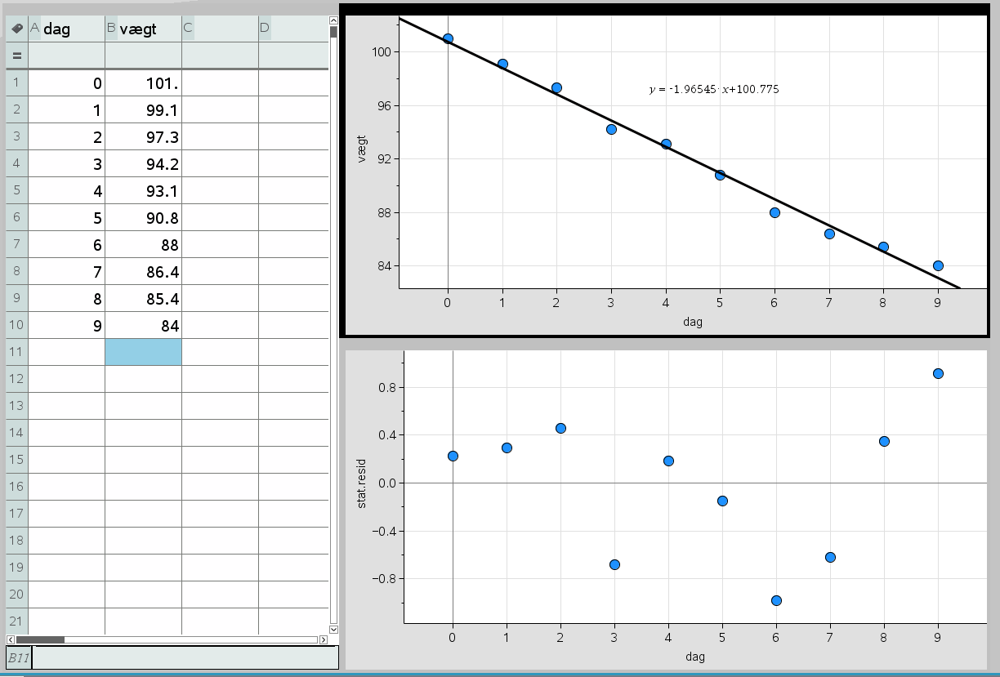 A dag B vægt C D
=
1 0 101.
2 1 99.1
3 2 97.3
4 3 94.2
5 4 93.1
6 5 90.8
7 6 88
8 7 86.4
9 8 85.4
10 9 84
11
12
13
14
15
16
17
18
19
20
21
B11
100
96
92
88
84
vægt
y = -1.96545· x+100.775
0 1 2 3 4 5 6 7 8 9
dag
0.8
0.4
0.0
−0.4
−0.8
stat.resid
0 1 2 3 4 5 6 7 8 9
dag